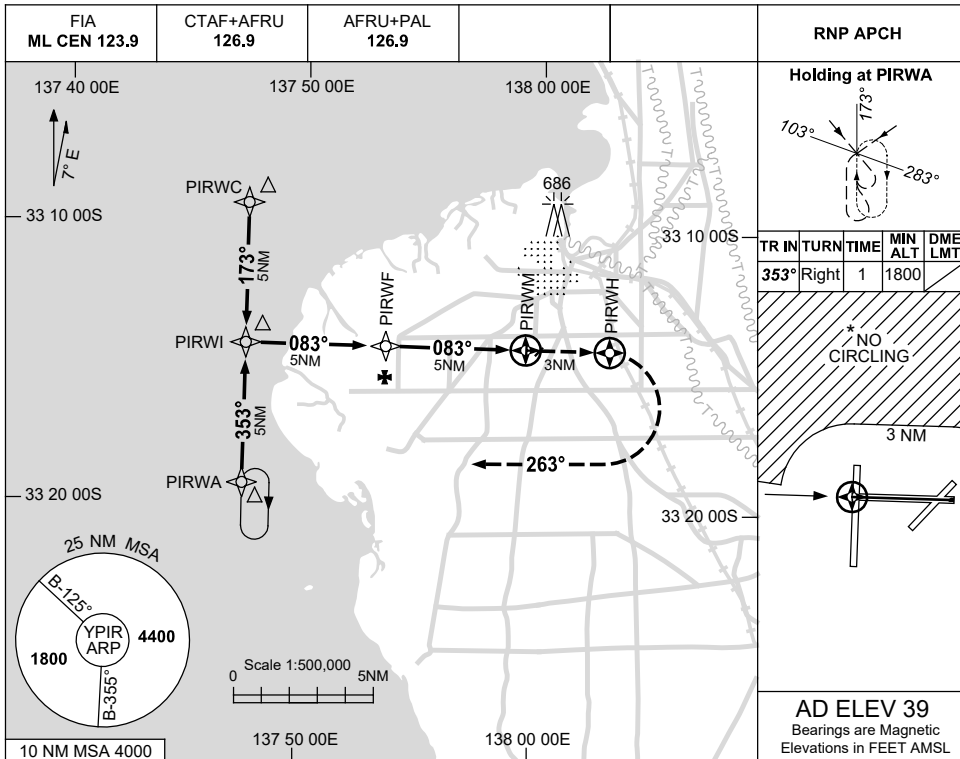 FIA
ML CEN 123.9
CTAF+AFRU
126.9
AFRU+PAL
126.9
RNP APCH
137 40 00E
137 50 00E
138 00 00E
7° E
PIRWC
686
33 10 00S
33 10 00S
173°
5NM
PIRWF
PIRWM
PIRWH
PIRWI
083°
5NM
083°
5NM
3NM
353°
5NM
PIRWA
263°
33 20 00S
33 20 00S
25 NM MSA
B-125°
YPIR
ARP
4400
1800
B-355°
Scale 1:500,000
0
5NM
10 NM MSA 4000
137 50 00E
138 00 00E
Holding at PIRWA
173°
103°
283°
TR IN TURN TIME MIN ALT DME LMT
353° Right 1 1800
* NO
CIRCLING
3 NM
AD ELEV 39
Bearings are Magnetic
Elevations in FEET AMSL